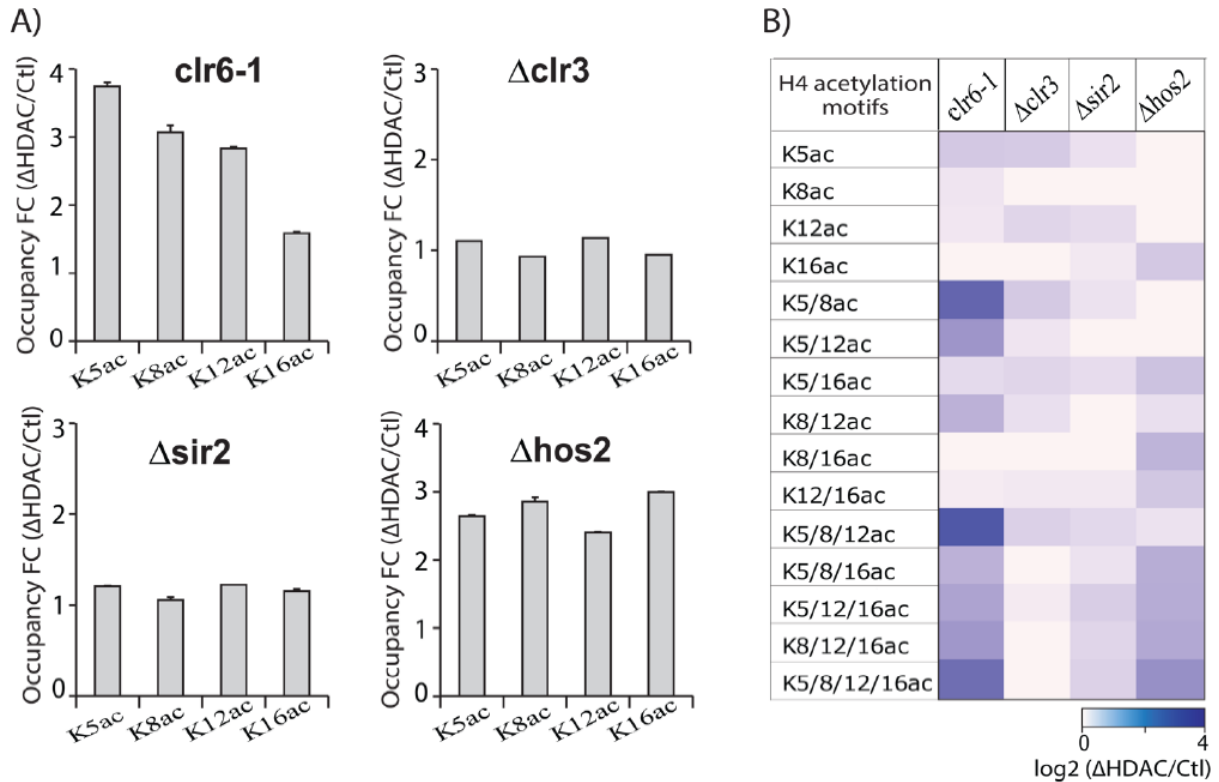 A)
clr6-1
Occupancy FC (ΔHDAC/Ctl)
4
3
2
1
0
K5ac K8ac K12ac K16ac
Δclr3
Occupancy FC (ΔHDAC/Ctl)
3
2
1
0
K5ac K8ac K12ac K16ac
Δsir2
Occupancy FC (ΔHDAC/Ctl)
3
2
1
0
K5ac K8ac K12ac K16ac
Δhos2
Occupancy FC (ΔHDAC/Ctl)
4
3
2
1
0
K5ac K8ac K12ac K16ac
B)
H4 acetylation
motifs
clr6-1 Δclr3 Δsir2 Δhos2
K5ac
K8ac
K12ac
K16ac
K5/8ac
K5/12ac
K5/16ac
K8/12ac
K8/16ac
K12/16ac
K5/8/12ac
K5/8/16ac
K5/12/16ac
K8/12/16ac
K5/8/12/16ac
0 4
log2 (ΔHDAC/Ctl)